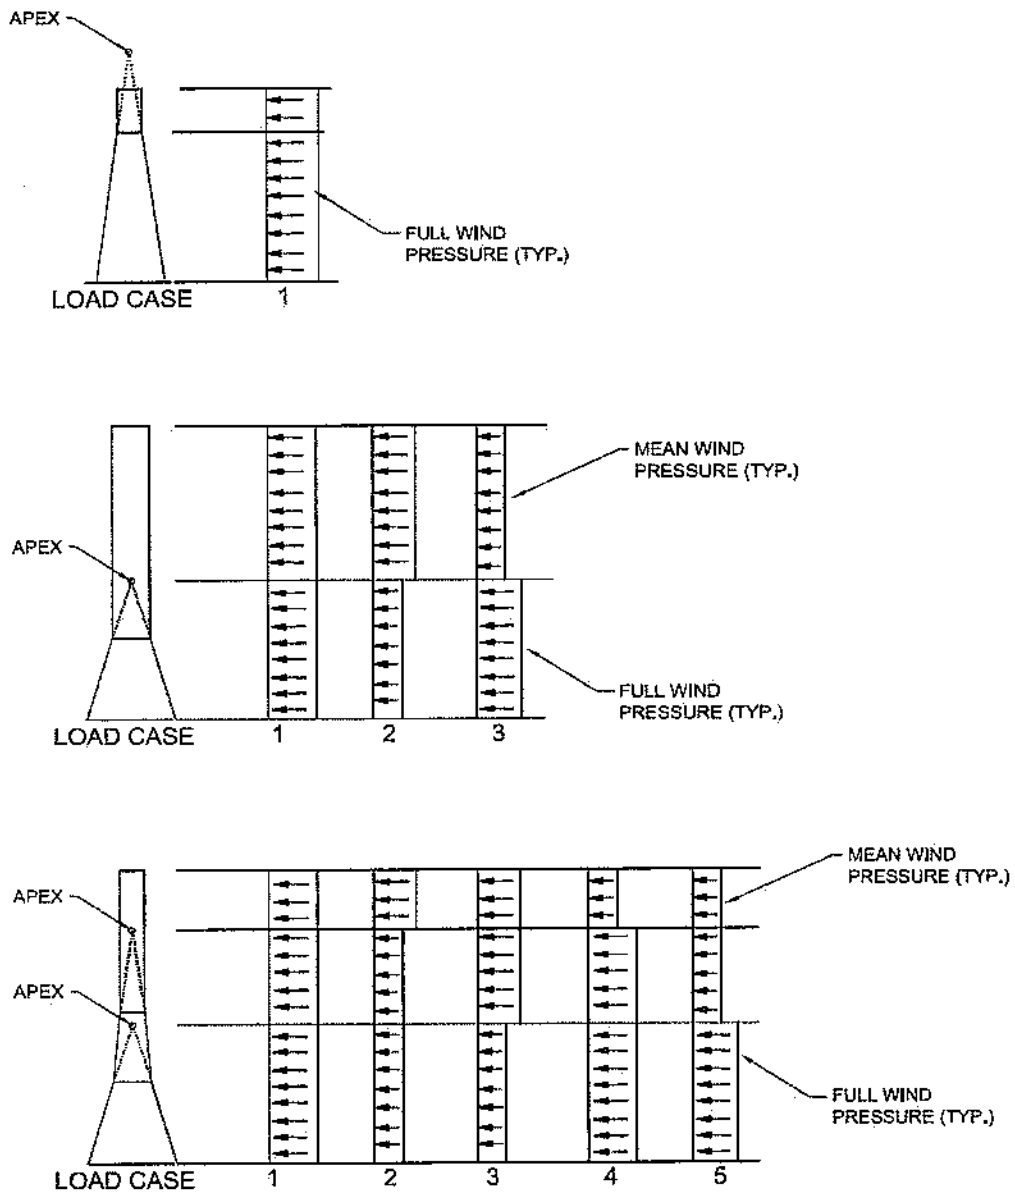 APEX
FULL WIND
PRESSURE (TYP.)
LOAD CASE 1
MEAN WIND
PRESSURE (TYP.)
APEX
FULL WIND
PRESSURE (TYP.)
LOAD CASE 1 2 3
MEAN WIND
PRESSURE (TYP.)
APEX
APEX
FULL WIND
PRESSURE (TYP.)
LOAD CASE 1 2 3 4 5